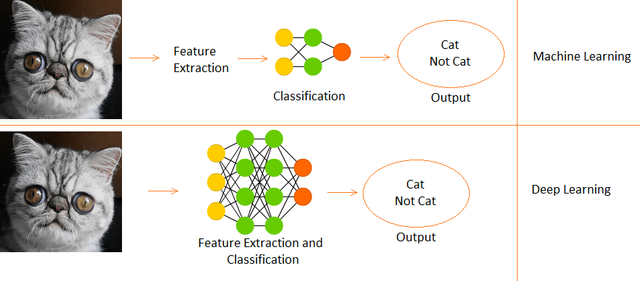 Feature
Extraction
Classification
Cat
Not Cat
Output
Machine Learning
Feature Extraction and
Classification
Cat
Not Cat
Output
Deep Learning